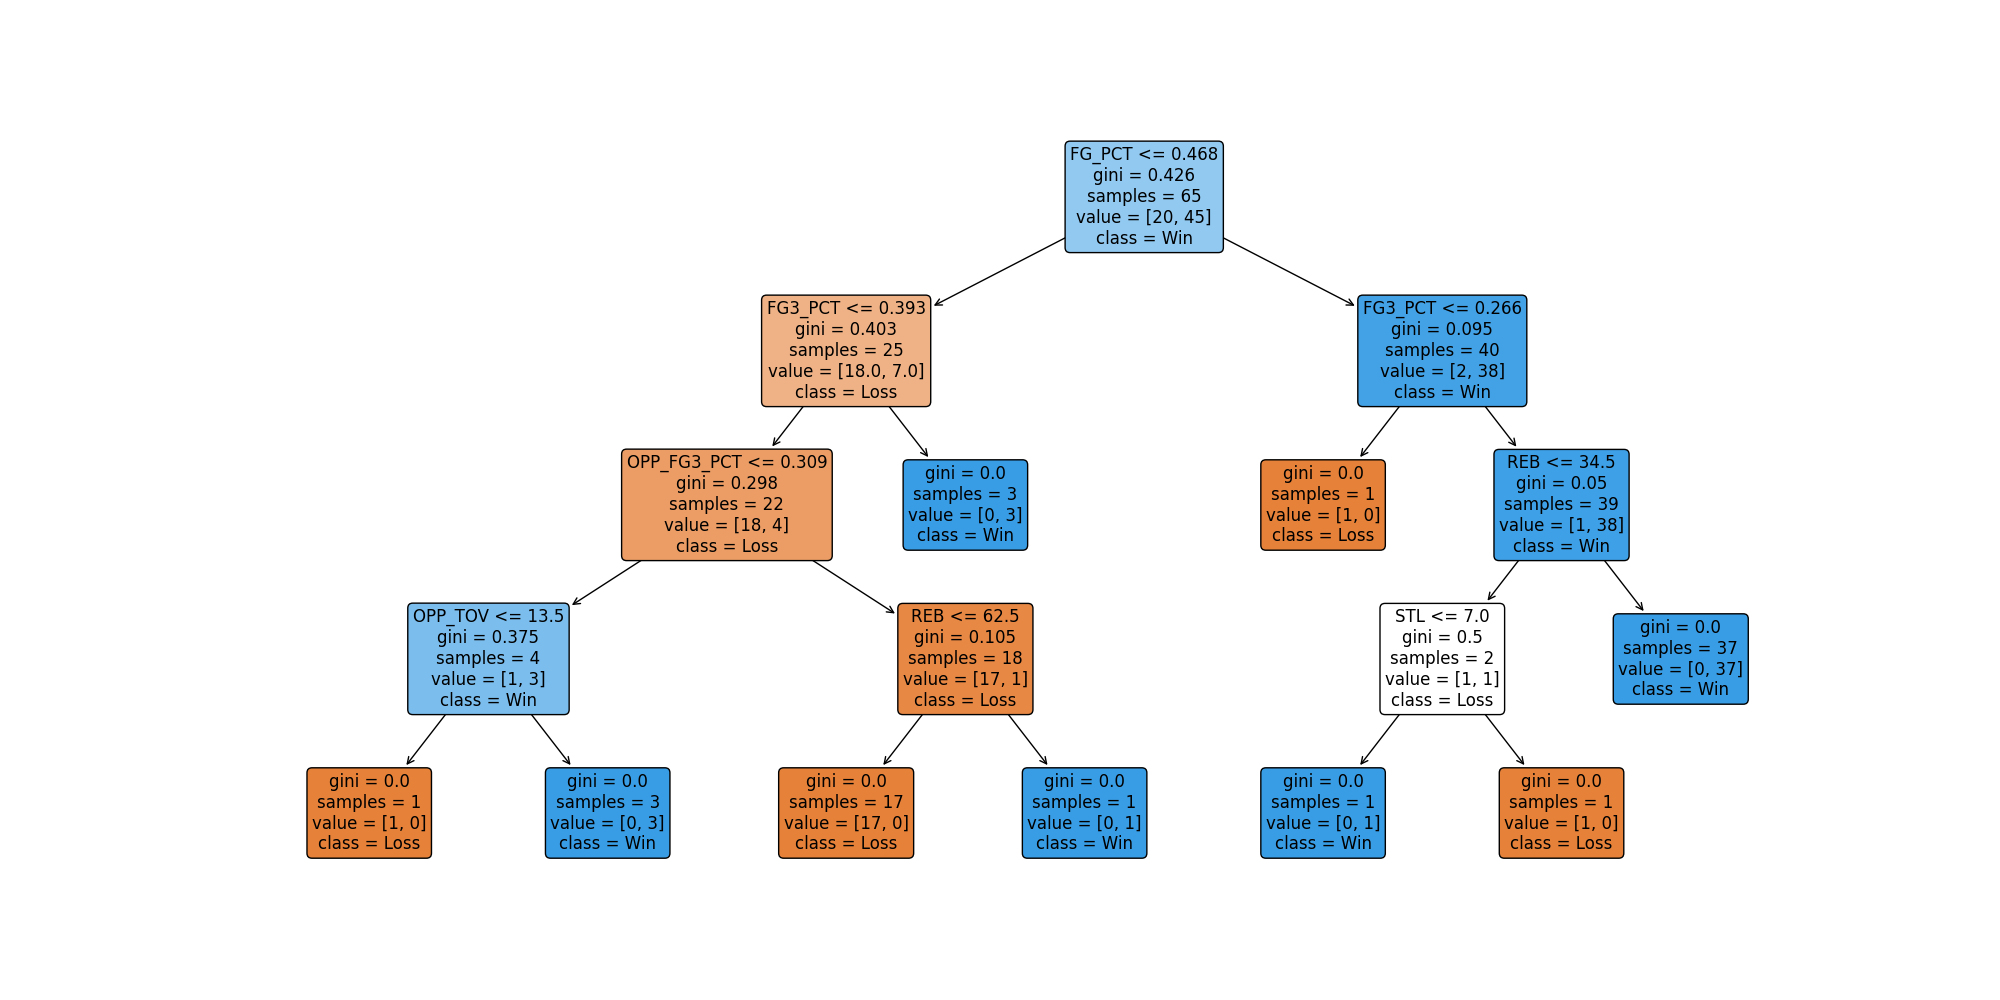 FG_PCT <= 0.468
gini = 0.426
samples = 65
value = [20, 45]
class = Win
FG3_PCT <= 0.393
gini = 0.403
samples = 25
value = [18.0, 7.0]
class = Loss
FG3_PCT <= 0.266
gini = 0.095
samples = 40
value = [2, 38]
class = Win
OPP_FG3_PCT <= 0.309
gini = 0.298
samples = 22
value = [18, 4]
class = Loss
gini = 0.0
samples = 3
value = [0, 3]
class = Win
gini = 0.0
samples = 1
value = [1, 0]
class = Loss
REB <= 34.5
gini = 0.05
samples = 39
value = [1, 38]
class = Win
OPP_TOV <= 13.5
gini = 0.375
samples = 4
value = [1, 3]
class = Win
REB <= 62.5
gini = 0.105
samples = 18
value = [17, 1]
class = Loss
STL <= 7.0
gini = 0.5
samples = 2
value = [1, 1]
class = Loss
gini = 0.0
samples = 37
value = [0, 37]
class = Win
gini = 0.0
samples = 1
value = [1, 0]
class = Loss
gini = 0.0
samples = 3
value = [0, 3]
class = Win
gini = 0.0
samples = 17
value = [17, 0]
class = Loss
gini = 0.0
samples = 1
value = [0, 1]
class = Win
gini = 0.0
samples = 1
value = [0, 1]
class = Win
gini = 0.0
samples = 1
value = [1, 0]
class = Loss